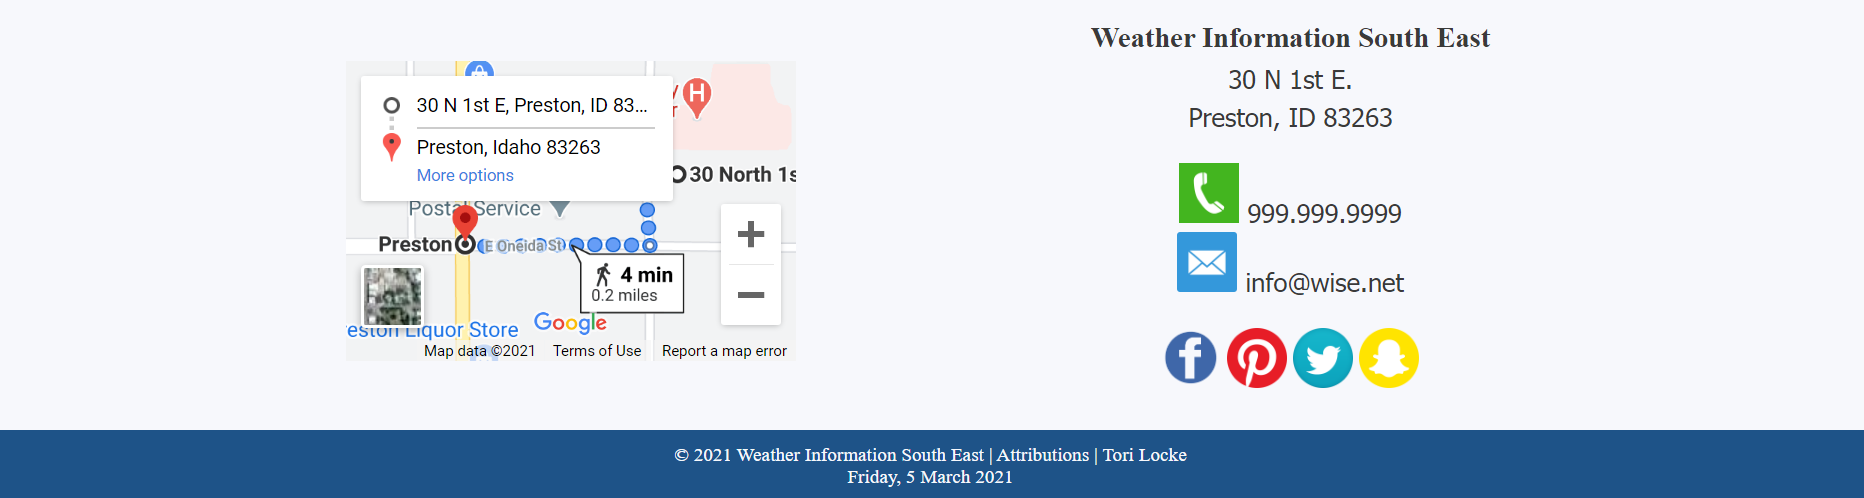 Weather Information South East
30 N 1st E.
Preston, ID 83263
999.999.9999
info@wise.net
30 N 1st E, Preston, ID 83...
Preston, Idaho 83263
More options
H
30 North 1s
Postal Service
Preston
E Oneida St
4 min
0.2 miles
Google
reston Liquor Store
Map data ©2021 Terms of Use Report a map error
© 2021 Weather Information South East | Attributions | Tori Locke
Friday, 5 March 2021